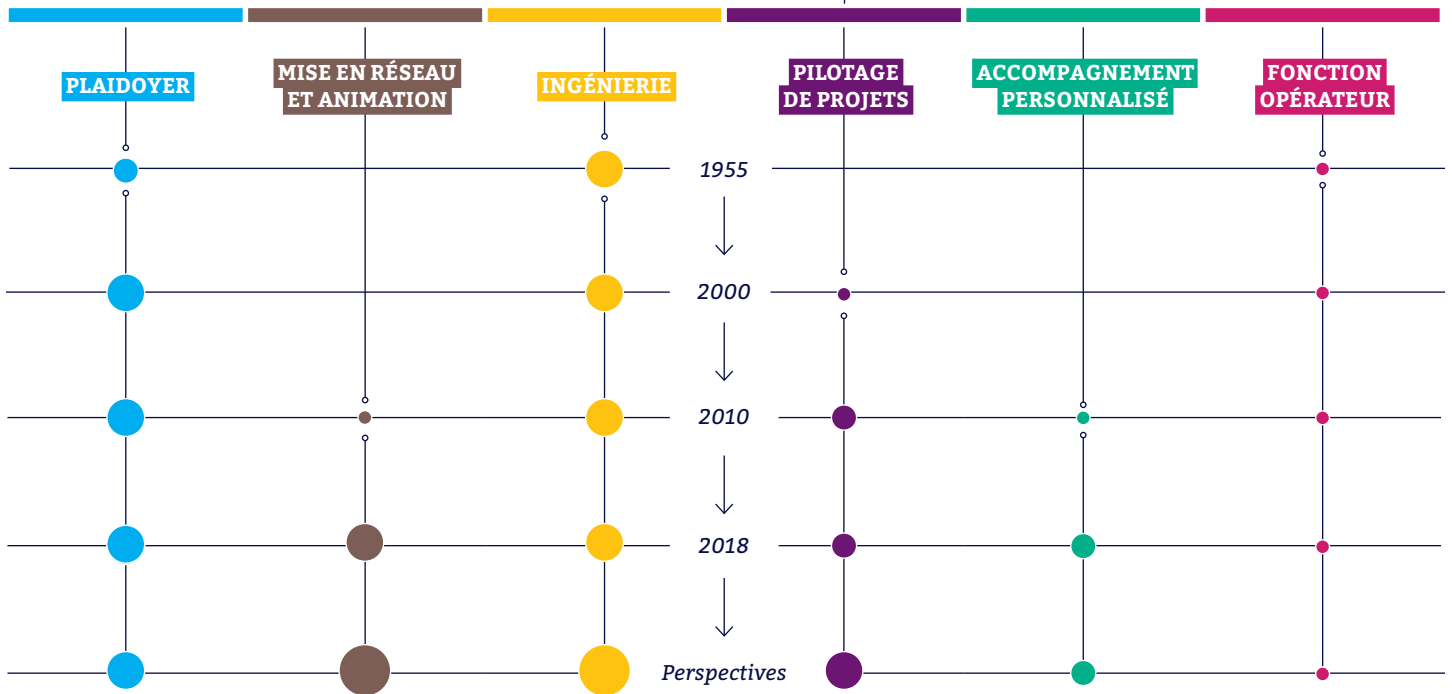 PLAIDOYER
MISE EN RÉSEAU
ET ANIMATION
INGÉNIERIE
PILOTAGE
DE PROJETS
ACCOMPAGNEMENT
PERSONNALISÉ
FONCTION
OPÉRATEUR
1955
2000
2010
2018
Perspectives